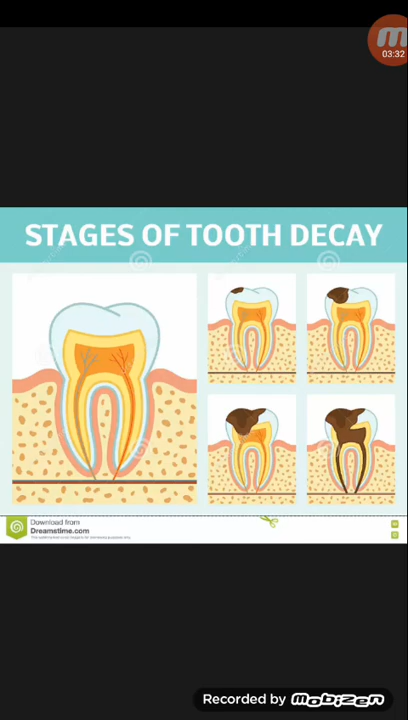 03:32
STAGES OF TOOTH DECAY
Download from
Dreamstime.com
Recorded by MOBIZEN